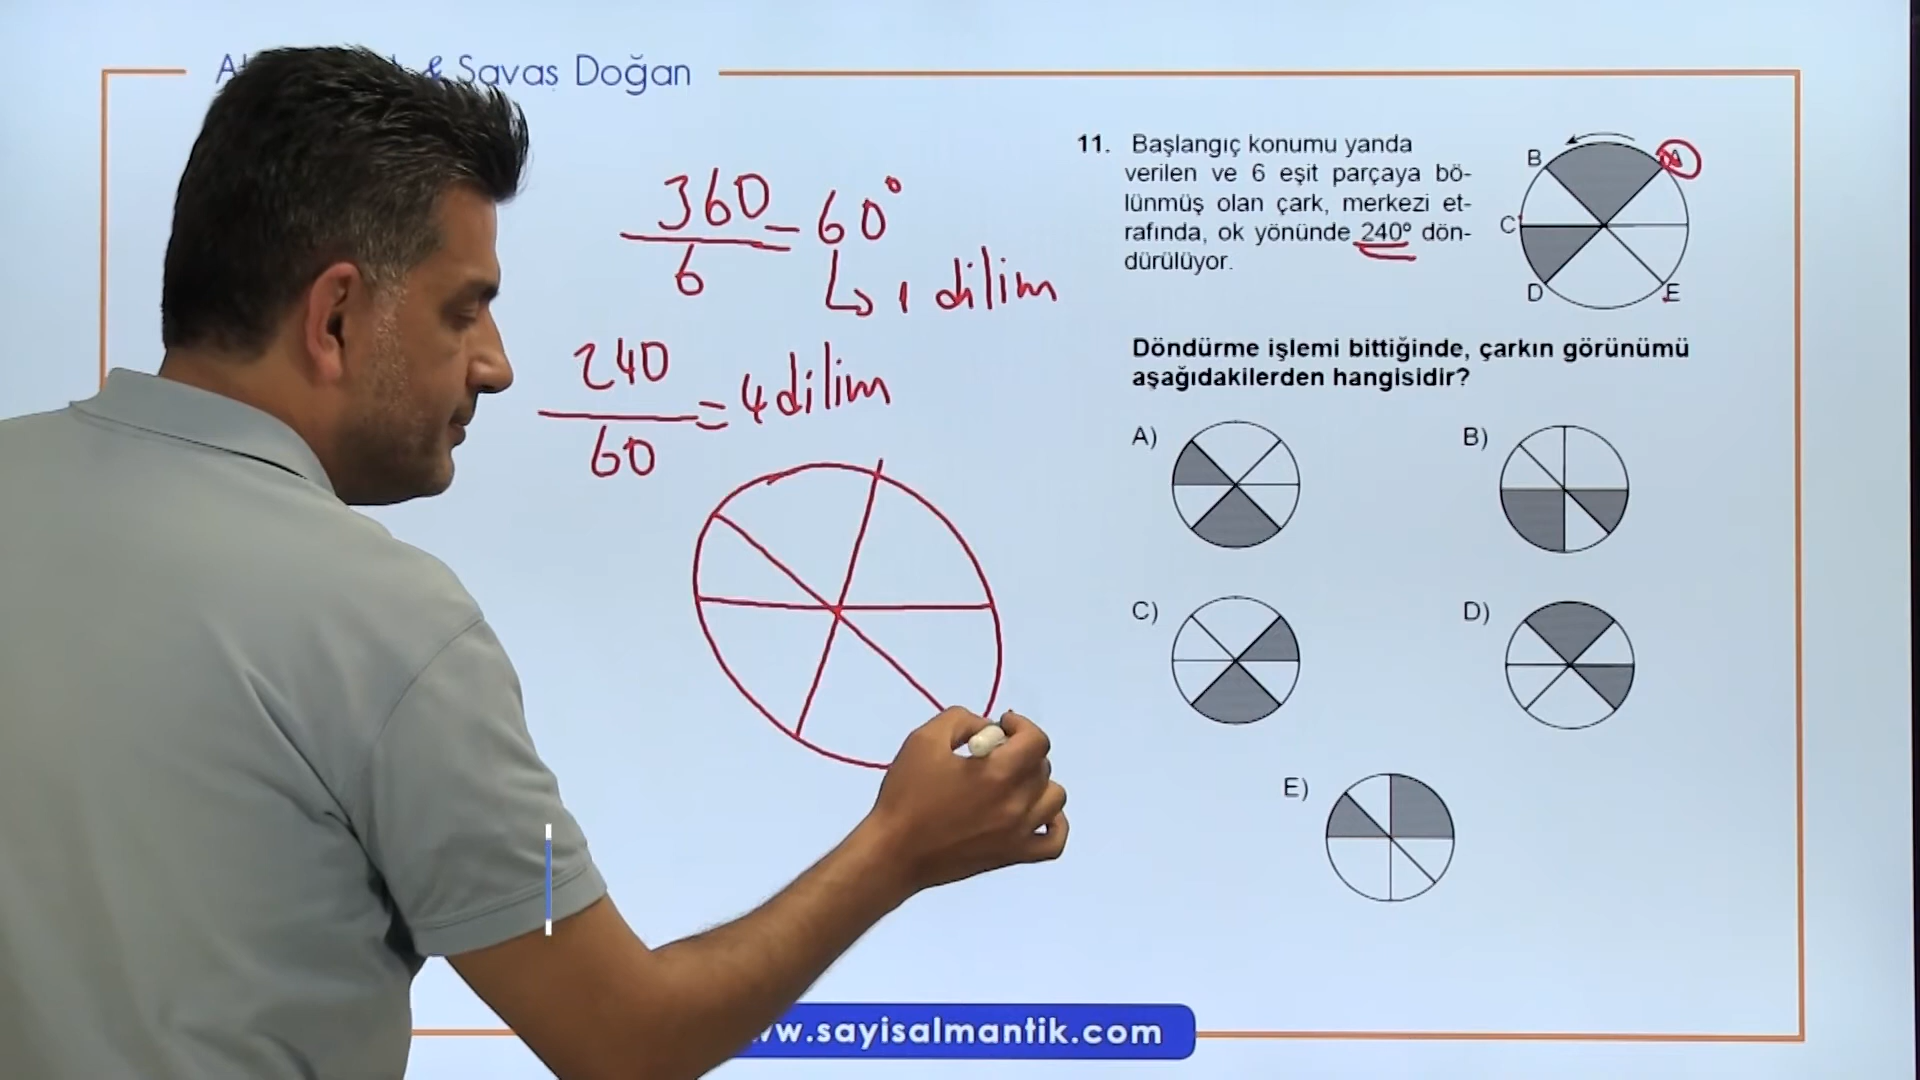 & Savaş Doğan
360
6
= 60°
↳ 1 dilim
240
60
= 4 dilim
11. Başlangıç konumu yanda
verilen ve 6 eşit parçaya bö-
lünmüş olan çark, merkezi et-
rafında, ok yönünde 240º dön-
dürülüyor.
B
A
C
D
E
Döndürme işlemi bittiğinde, çarkın görünümü
aşağıdakilerden hangisidir?
A)
B)
C)
D)
E)
w.sayisalmantik.com